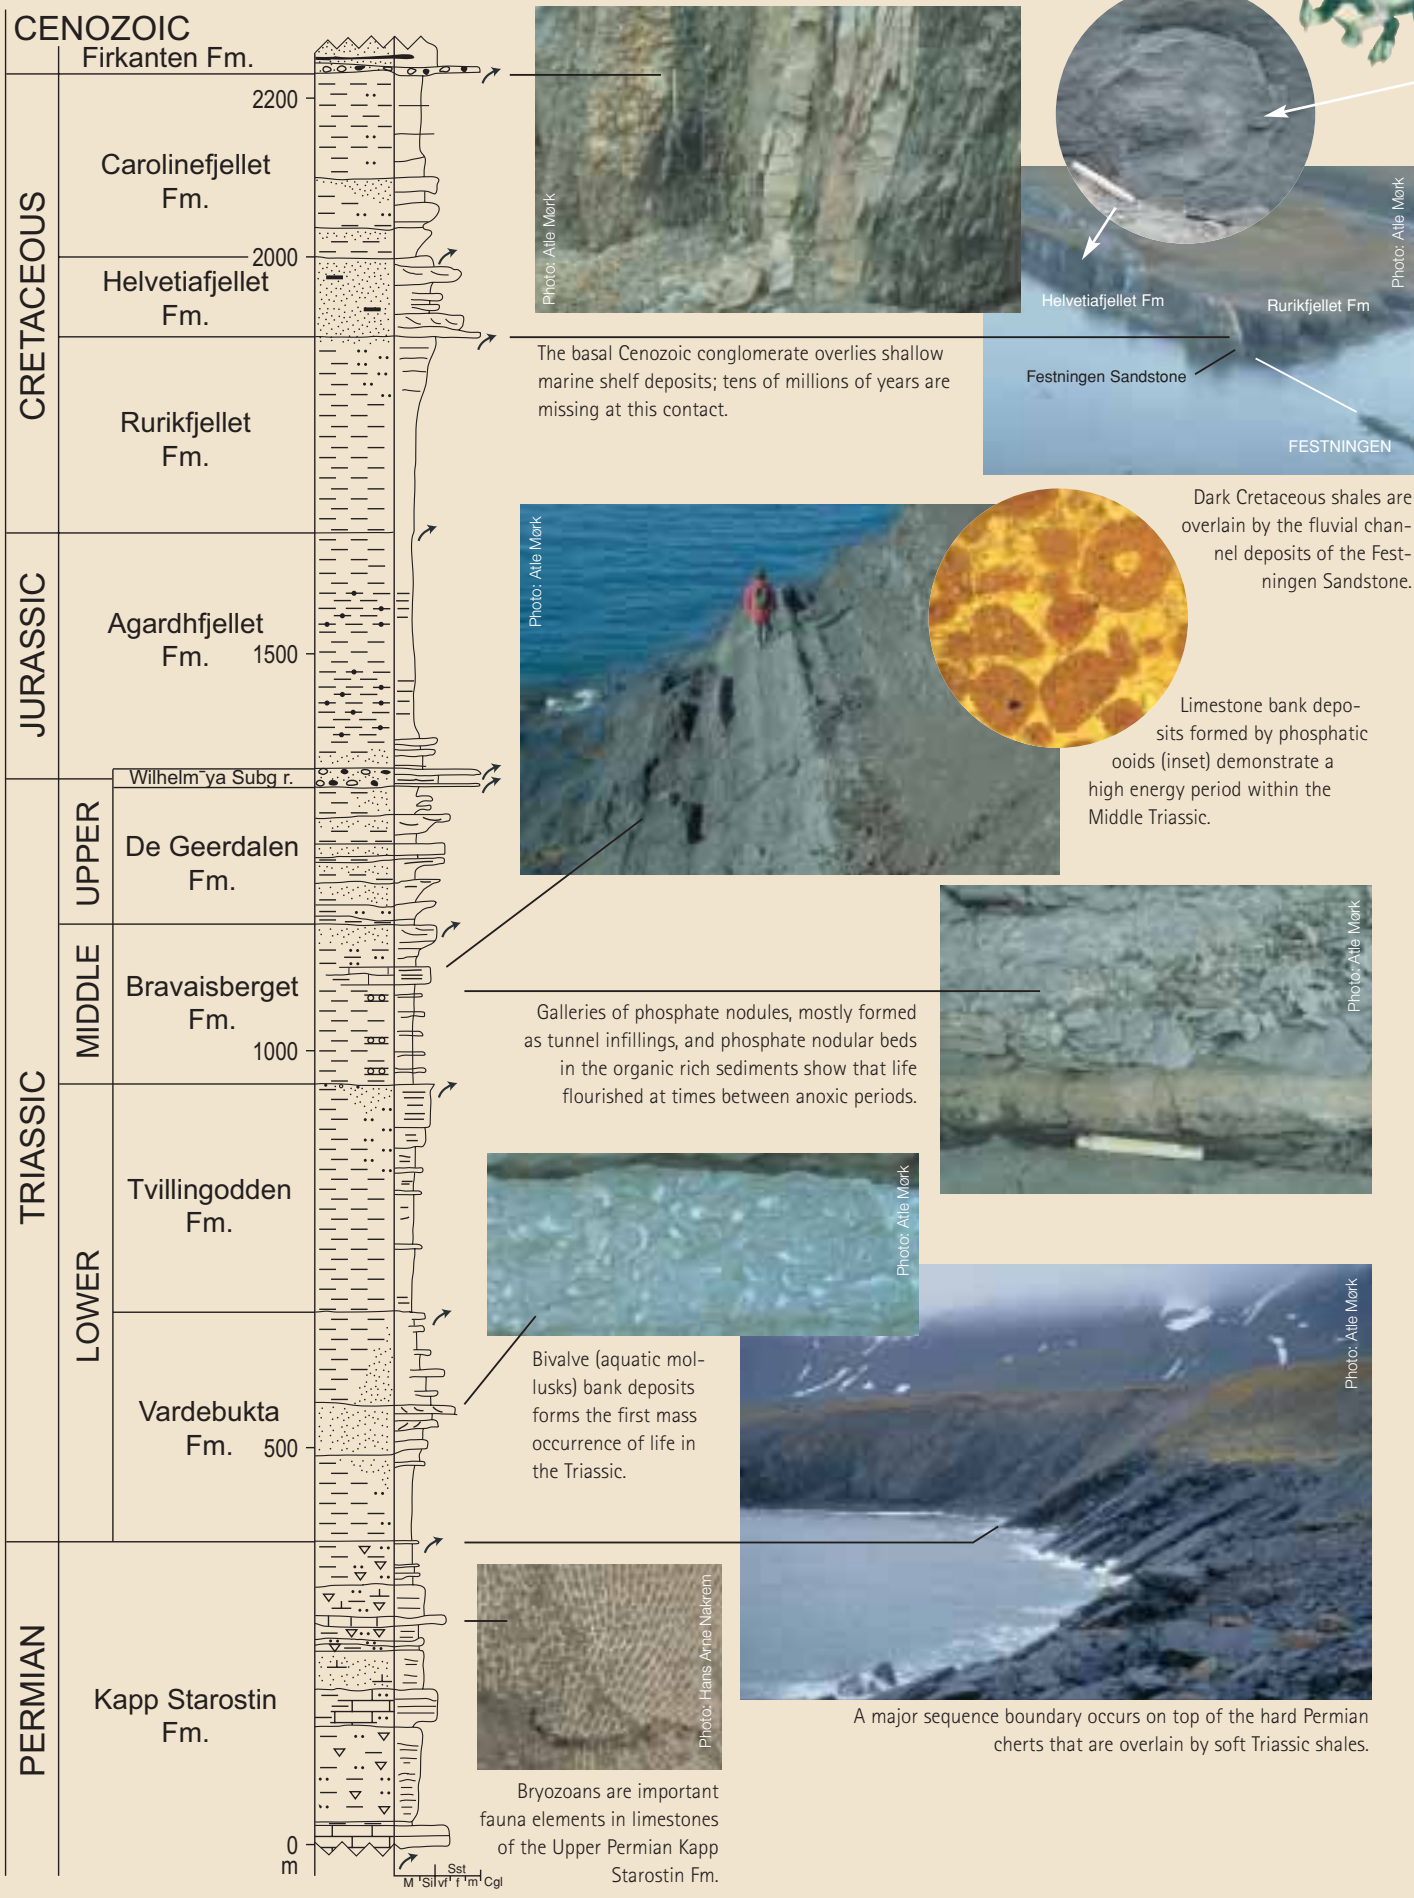 CENOZOIC
Firkanten Fm.
2200
Carolinefjellet
Fm.
CRETACEOUS
2000
Helvetiafjellet
Fm.
Rurikfjellet
Fm.
JURASSIC
Agardhfjellet
Fm.
1500
Wilhelm¯ya Subg r.
TRIASSIC
UPPER
De Geerdalen
Fm.
MIDDLE
Bravaisberget
Fm.
1000
LOWER
Tvillingodden
Fm.
Vardebukta
Fm.
500
PERMIAN
Kapp Starostin
Fm.
0
m
Sst
M Sil vf f m Cgl
Photo: Atle Mørk
The basal Cenozoic conglomerate overlies shallow
marine shelf deposits; tens of millions of years are
missing at this contact.
Photo: Atle Mørk
Helvetiafjellet Fm
Rurikfjellet Fm
Festningen Sandstone
FESTNINGEN
Dark Cretaceous shales are
overlain by the fluvial chan-
nel deposits of the Fest-
ningen Sandstone.
Photo: Atle Mørk
Limestone bank depo-
sits formed by phosphatic
ooids (inset) demonstrate a
high energy period within the
Middle Triassic.
Photo: Atle Mørk
Galleries of phosphate nodules, mostly formed
as tunnel infillings, and phosphate nodular beds
in the organic rich sediments show that life
flourished at times between anoxic periods.
Photo: Atle Mørk
Bivalve (aquatic mol-
lusks) bank deposits
forms the first mass
occurrence of life in
the Triassic.
Photo: Atle Mørk
A major sequence boundary occurs on top of the hard Permian
cherts that are overlain by soft Triassic shales.
Photo: Hans Arne Nakrem
Bryozoans are important
fauna elements in limestones
of the Upper Permian Kapp
Starostin Fm.